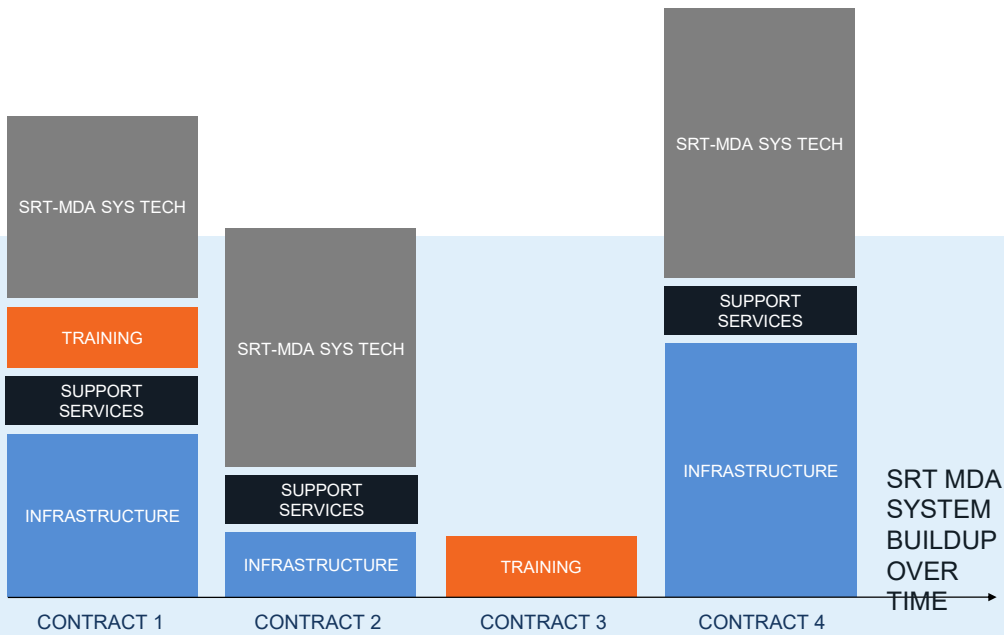 SRT-MDA SYS TECH
TRAINING
SUPPORT
SERVICES
INFRASTRUCTURE
CONTRACT 1
SRT-MDA SYS TECH
SUPPORT
SERVICES
INFRASTRUCTURE
CONTRACT 2
TRAINING
CONTRACT 3
SRT-MDA SYS TECH
SUPPORT
SERVICES
INFRASTRUCTURE
CONTRACT 4
SRT MDA
SYSTEM
BUILDUP
OVER
TIME